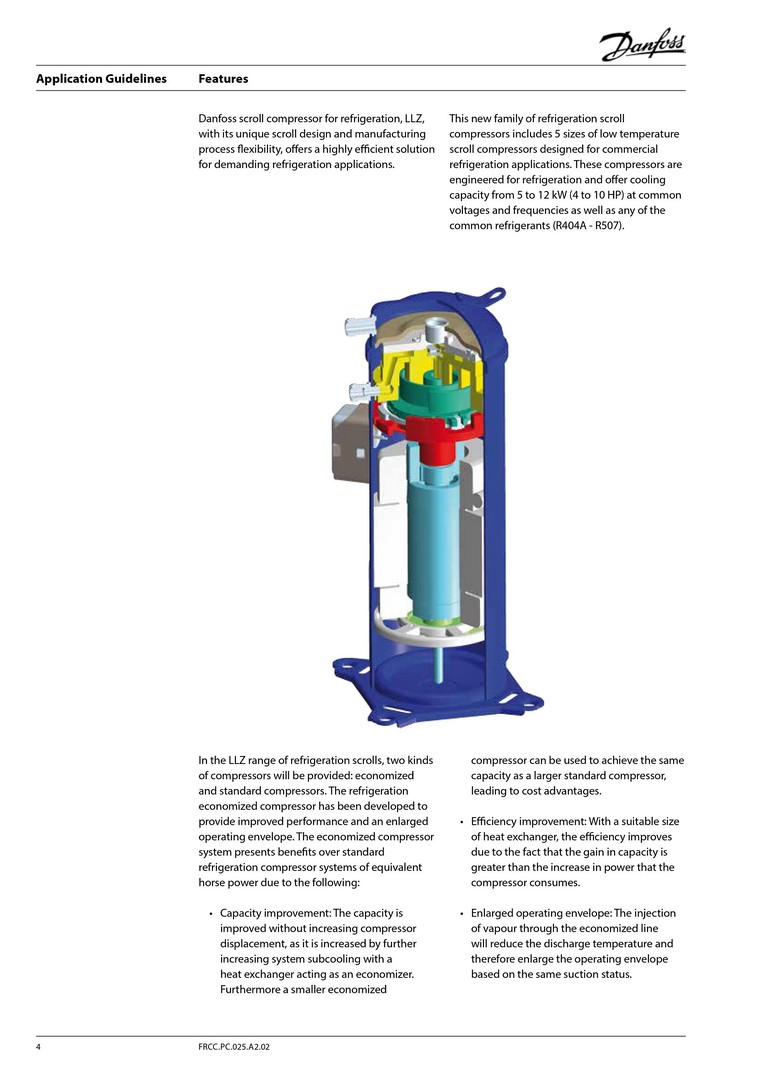 Danfoss
Application Guidelines
Features
Danfoss scroll compressor for refrigeration, LLZ,
with its unique scroll design and manufacturing
process flexibility, offers a highly efficient solution
for demanding refrigeration applications.
This new family of refrigeration scroll
compressors includes 5 sizes of low temperature
scroll compressors designed for commercial
refrigeration applications. These compressors are
engineered for refrigeration and offer cooling
capacity from 5 to 12 kW (4 to 10 HP) at common
voltages and frequencies as well as any of the
common refrigerants (R404A - R507).
In the LLZ range of refrigeration scrolls, two kinds
of compressors will be provided: economized
and standard compressors. The refrigeration
economized compressor has been developed to
provide improved performance and an enlarged
operating envelope. The economized compressor
system presents benefits over standard
refrigeration compressor systems of equivalent
horse power due to the following:
• Capacity improvement: The capacity is
improved without increasing compressor
displacement, as it is increased by further
increasing system subcooling with a
heat exchanger acting as an economizer.
Furthermore a smaller economized
compressor can be used to achieve the same
capacity as a larger standard compressor,
leading to cost advantages.
• Efficiency improvement: With a suitable size
of heat exchanger, the efficiency improves
due to the fact that the gain in capacity is
greater than the increase in power that the
compressor consumes.
• Enlarged operating envelope: The injection
of vapour through the economized line
will reduce the discharge temperature and
therefore enlarge the operating envelope
based on the same suction status.
4
FRCC.PC.025.A2.02